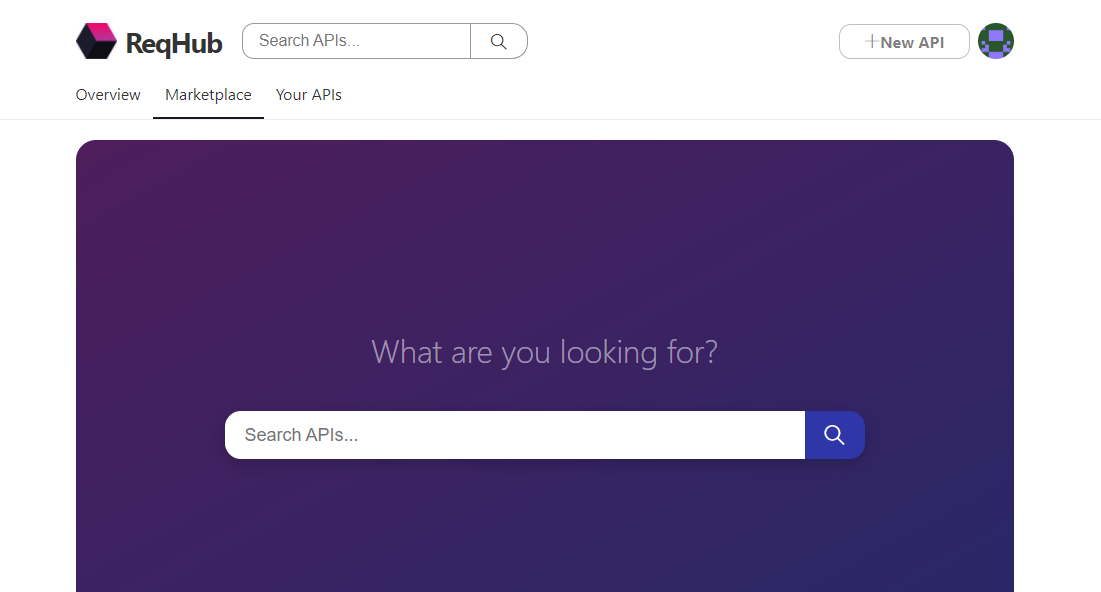 ReqHub
Search APIs...
New API
Overview
Marketplace
Your APIs
What are you looking for?
Search APIs...